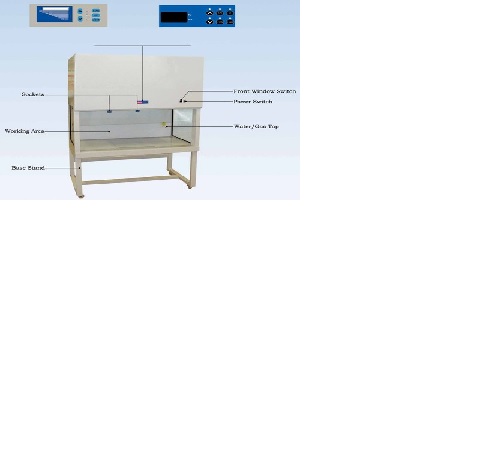 Sockets
Front Window Switch
Power Switch
Working Area
Water/Gas Tap
Base Stand